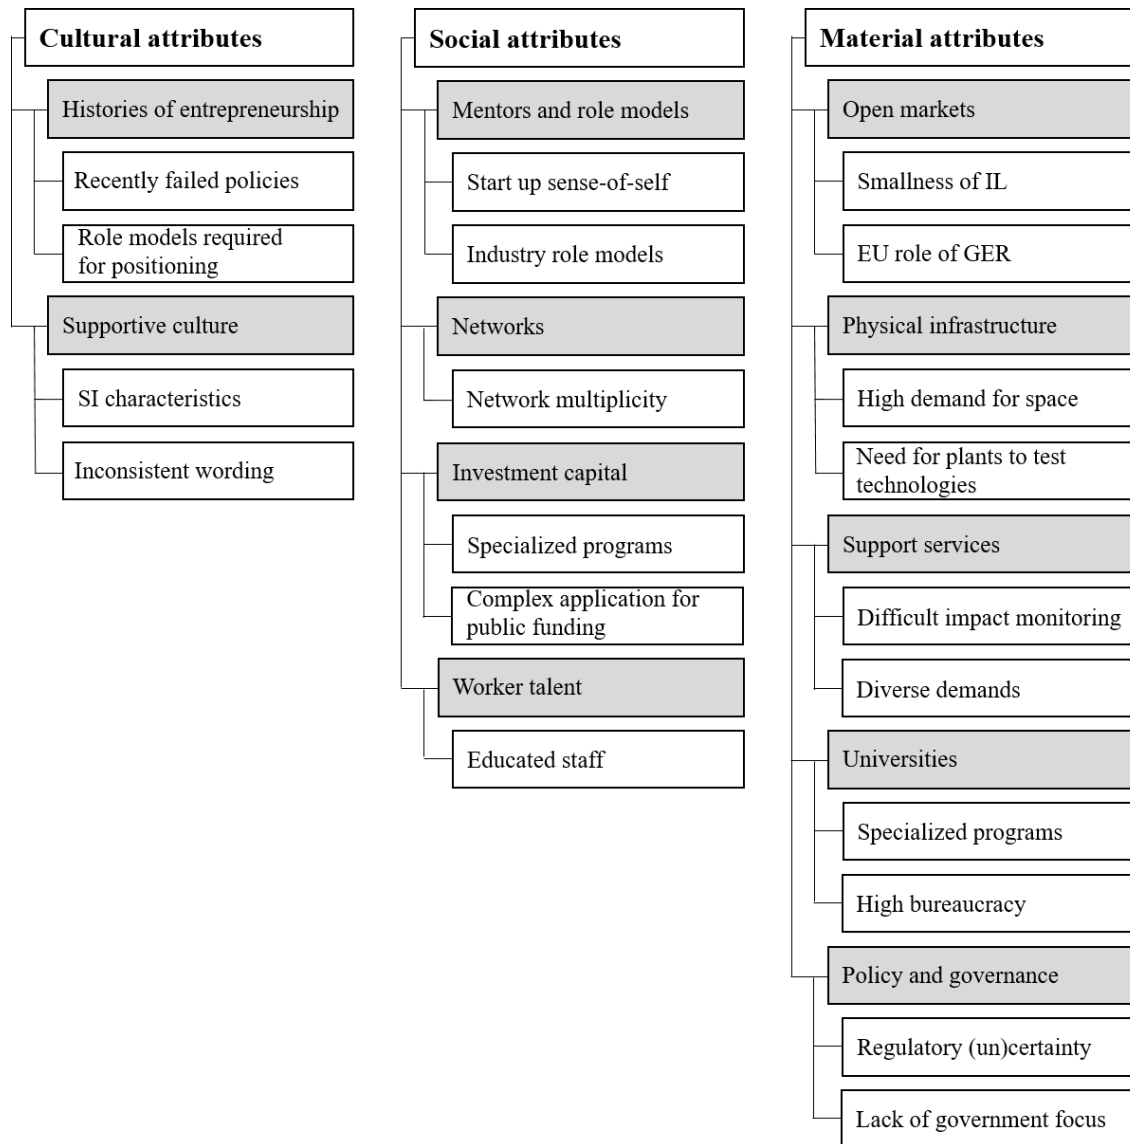 Cultural attributes
Histories of entrepreneurship
Recently failed policies
Role models required
for positioning
Supportive culture
SI characteristics
Inconsistent wording
Social attributes
Mentors and role models
Start up sense-of-self
Industry role models
Networks
Network multiplicity
Investment capital
Specialized programs
Complex application for
public funding
Worker talent
Educated staff
Material attributes
Open markets
Smallness of IL
EU role of GER
Physical infrastructure
High demand for space
Need for plants to test
technologies
Support services
Difficult impact monitoring
Diverse demands
Universities
Specialized programs
High bureaucracy
Policy and governance
Regulatory (un)certainty
Lack of government focus